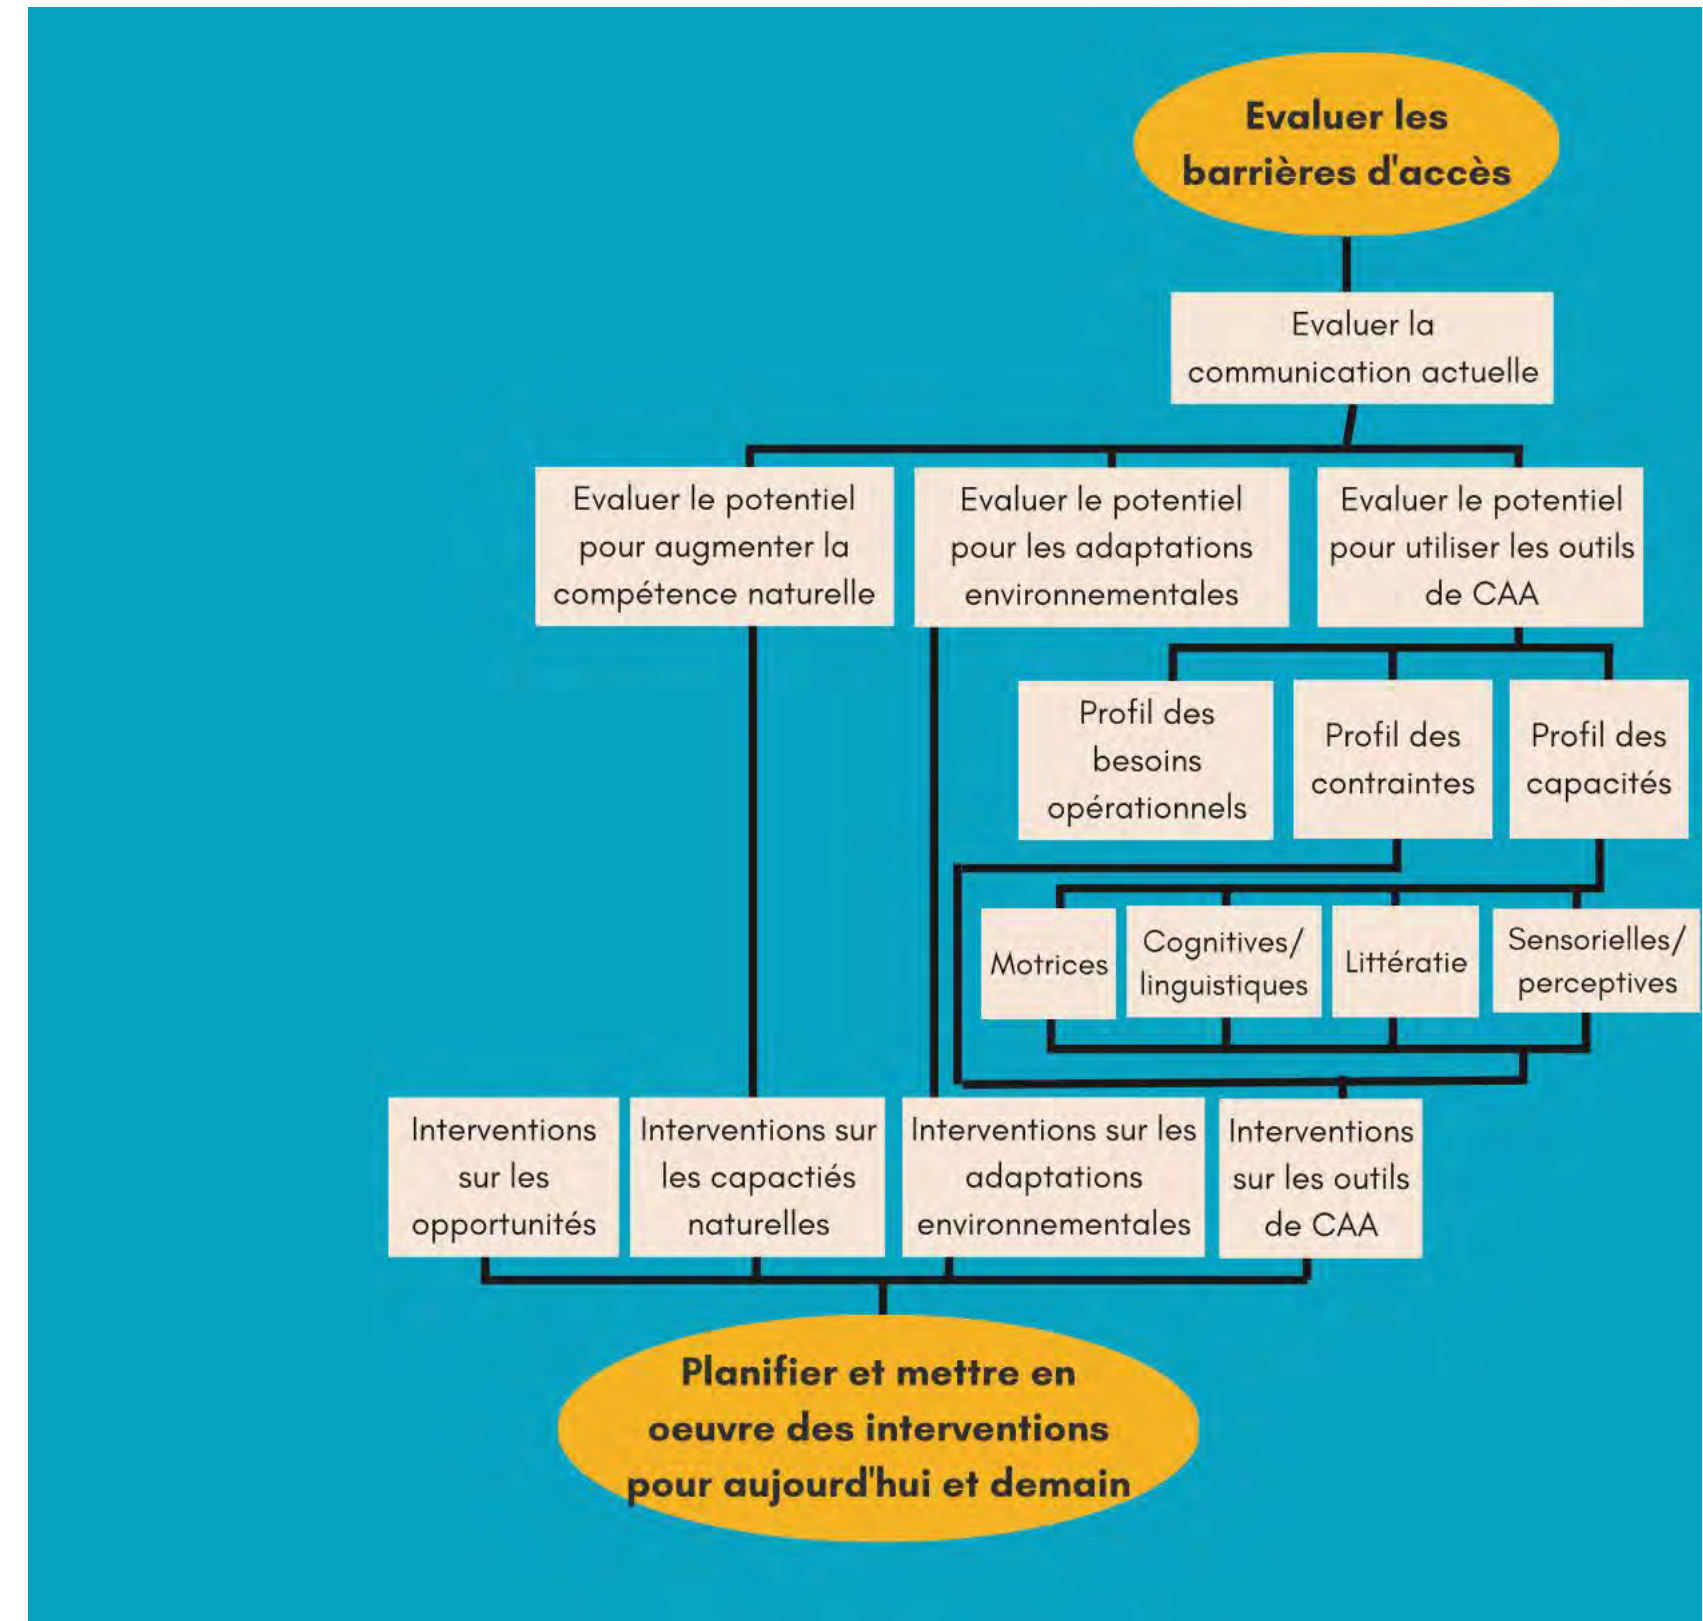 Evaluer les
barrières d'accès
Evaluer la
communication actuelle
Evaluer le potentiel
pour augmenter la
compétence naturelle
Evaluer le potentiel
pour les adaptations
environnementales
Evaluer le potentiel
pour utiliser les outils
de CAA
Profil des
besoins
opérationnels
Profil des
contraintes
Profil des
capacités
Motrices
Cognitives/
linguistiques
Littératie
Sensorielles/
perceptives
Interventions
sur les
opportunités
Interventions sur
les capactiés
naturelles
Interventions sur les
adaptations
environnementales
Interventions
sur les outils
de CAA
Planifier et mettre en
oeuvre des interventions
pour aujourd'hui et demain